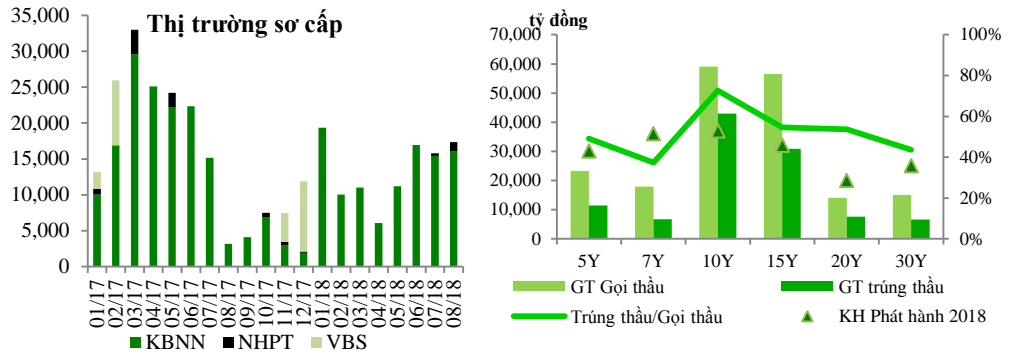 Thị trường sơ cấp
35,000
30,000
25,000
20,000
15,000
10,000
5,000
0
01/17
02/17
03/17
04/17
05/17
06/17
07/17
08/17
09/17
10/17
11/17
12/17
01/18
02/18
03/18
04/18
05/18
06/18
07/18
08/18
KBNN
NHPT
VBS
tỷ đồng
70,000
60,000
50,000
40,000
30,000
20,000
10,000
0
100%
80%
60%
40%
20%
0%
5Y
7Y
10Y
15Y
20Y
30Y
GT Gọi thầu
GT trúng thầu
Trúng thầu/Gọi thầu
KH Phát hành 2018